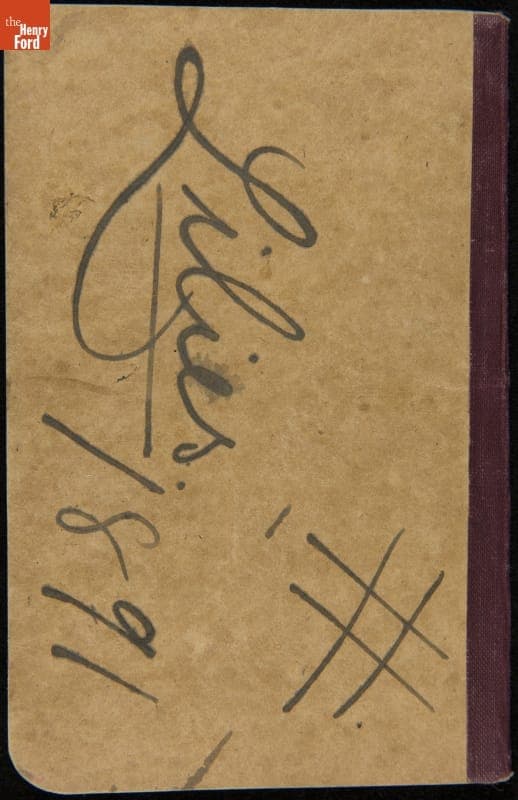 the
Henry
Ford
#
Lilies.
1891